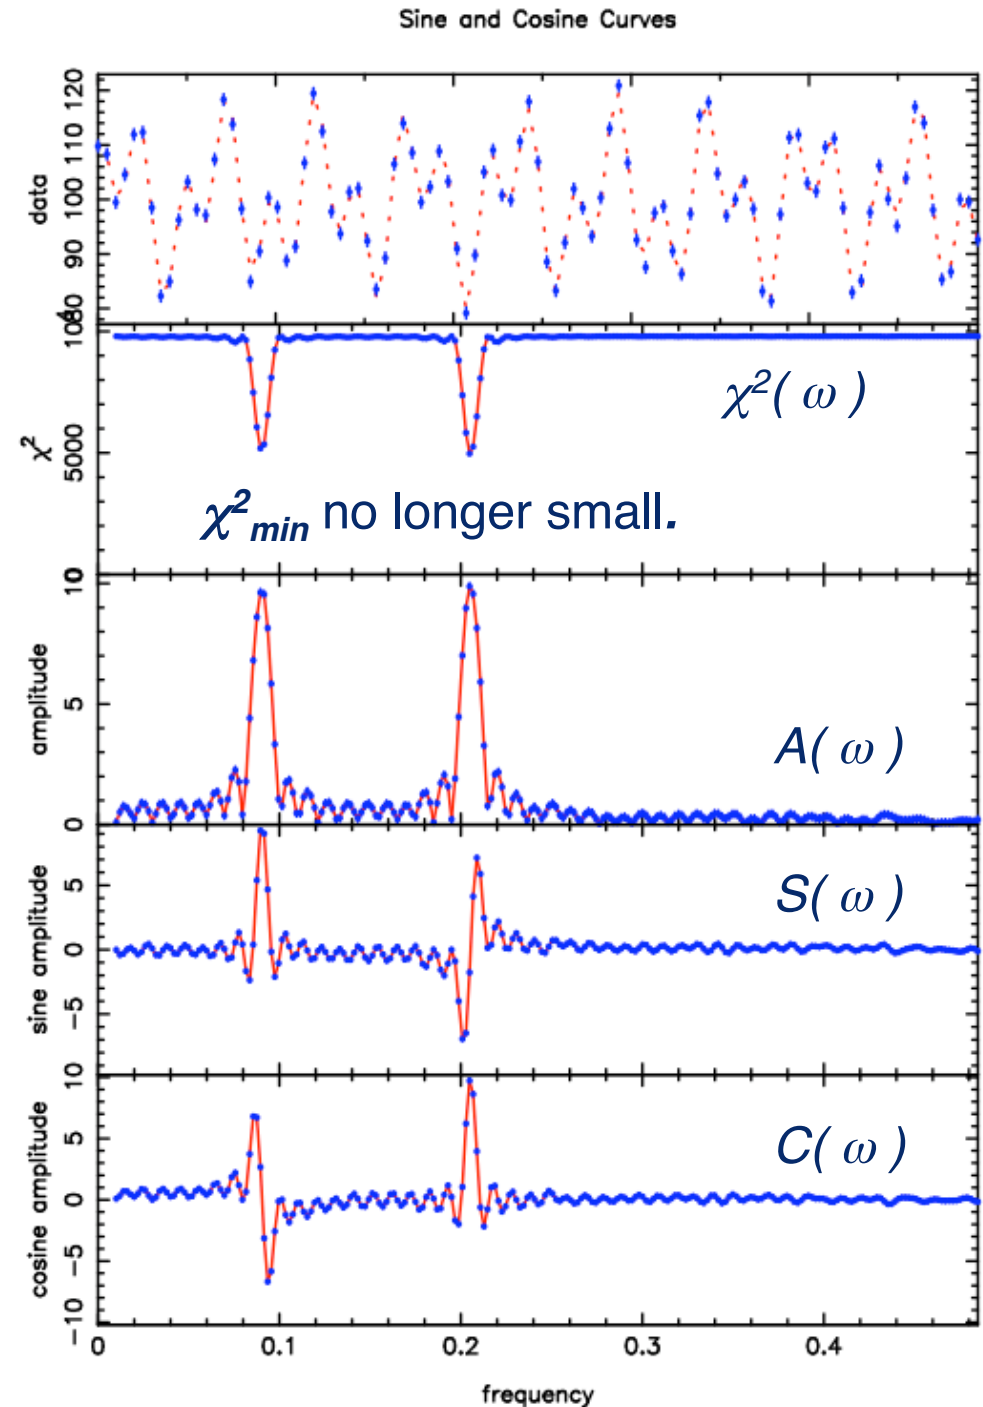 Sine and Cosine Curves
120
110
100
90
80
data
10
5000
0
χ²
χ²(ω)
χ²min no longer small.
10
5
0
amplitude
A(ω)
5
0
−5
sine amplitude
S(ω)
10
5
0
−5
−10
cosine amplitude
C(ω)
0 0.1 0.2 0.3 0.4
frequency